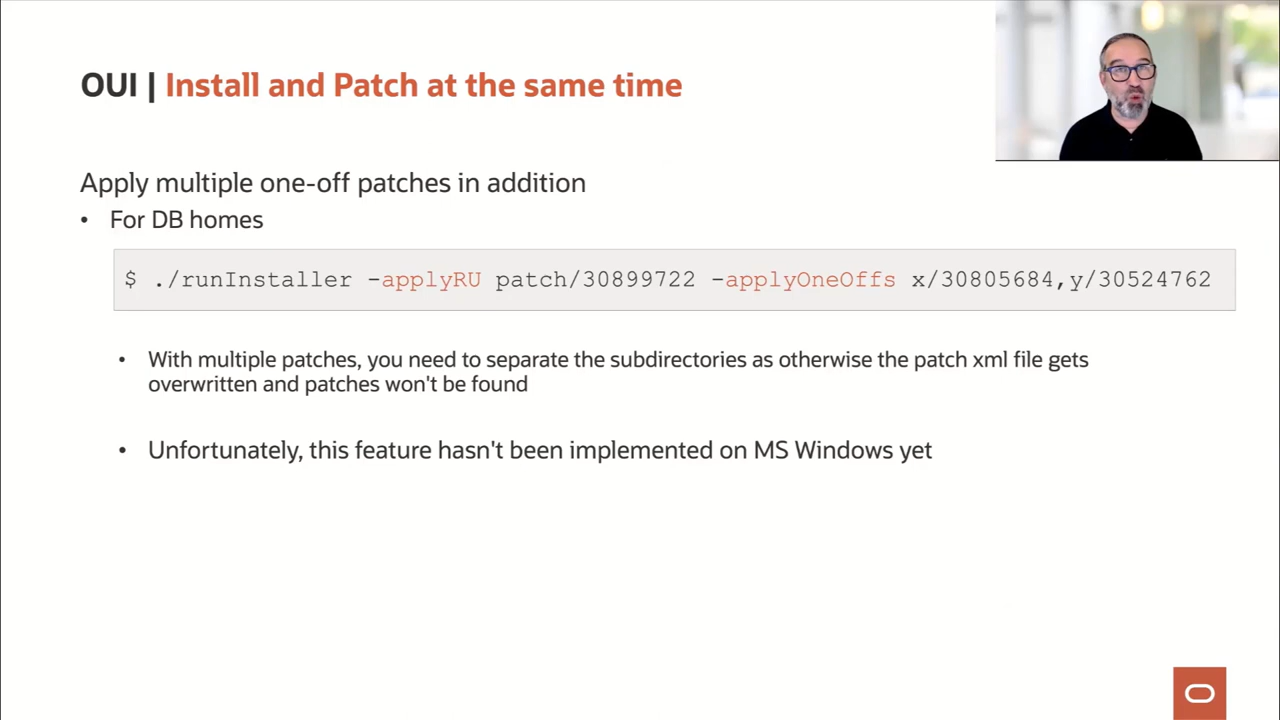 OUI | Install and Patch at the same time
Apply multiple one-off patches in addition
• For DB homes
$ ./runInstaller -applyRU patch/30899722 -applyOneOffs x/30805684,y/30524762
• With multiple patches, you need to separate the subdirectories as otherwise the patch xml file gets
overwritten and patches won't be found
• Unfortunately, this feature hasn't been implemented on MS Windows yet